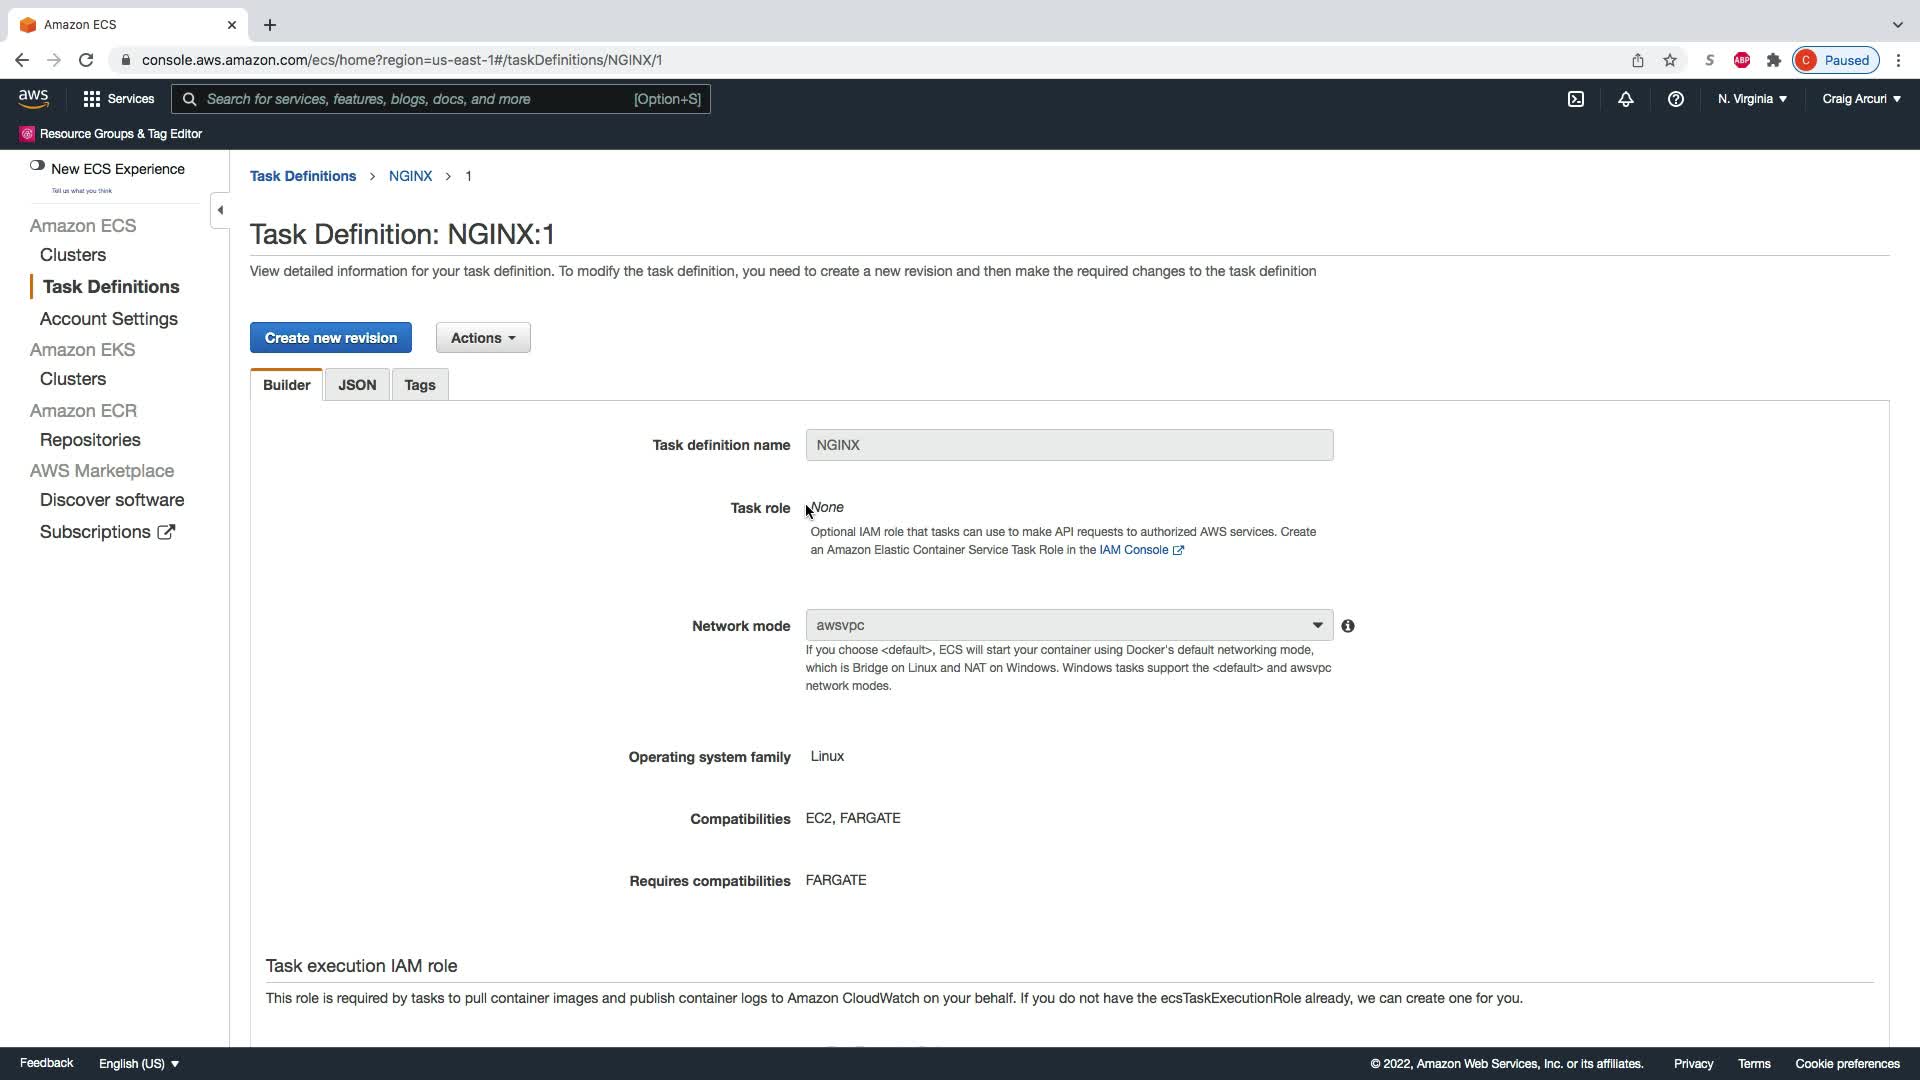 Amazon ECS
console.aws.amazon.com/ecs/home?region=us-east-1#/taskDefinitions/NGINX/1
S
ABP
C
Paused
aws
Services
Search for services, features, blogs, docs, and more
[Option+S]
N. Virginia
Craig Arcuri
Resource Groups & Tag Editor
New ECS Experience
Tell us what you think
Amazon ECS
Clusters
Task Definitions
Account Settings
Amazon EKS
Clusters
Amazon ECR
Repositories
AWS Marketplace
Discover software
Subscriptions
Task Definitions > NGINX > 1
Task Definition: NGINX:1
View detailed information for your task definition. To modify the task definition, you need to create a new revision and then make the required changes to the task definition
Create new revision
Actions
Builder
JSON
Tags
Task definition name
NGINX
Task role
None
Optional IAM role that tasks can use to make API requests to authorized AWS services. Create
an Amazon Elastic Container Service Task Role in the IAM Console
Network mode
awsvpc
If you choose <default>, ECS will start your container using Docker's default networking mode,
which is Bridge on Linux and NAT on Windows. Windows tasks support the <default> and awsvpc
network modes.
Operating system family
Linux
Compatibilities
EC2, FARGATE
Requires compatibilities
FARGATE
Task execution IAM role
This role is required by tasks to pull container images and publish container logs to Amazon CloudWatch on your behalf. If you do not have the ecsTaskExecutionRole already, we can create one for you.
Feedback
English (US)
© 2022, Amazon Web Services, Inc. or its affiliates.
Privacy
Terms
Cookie preferences